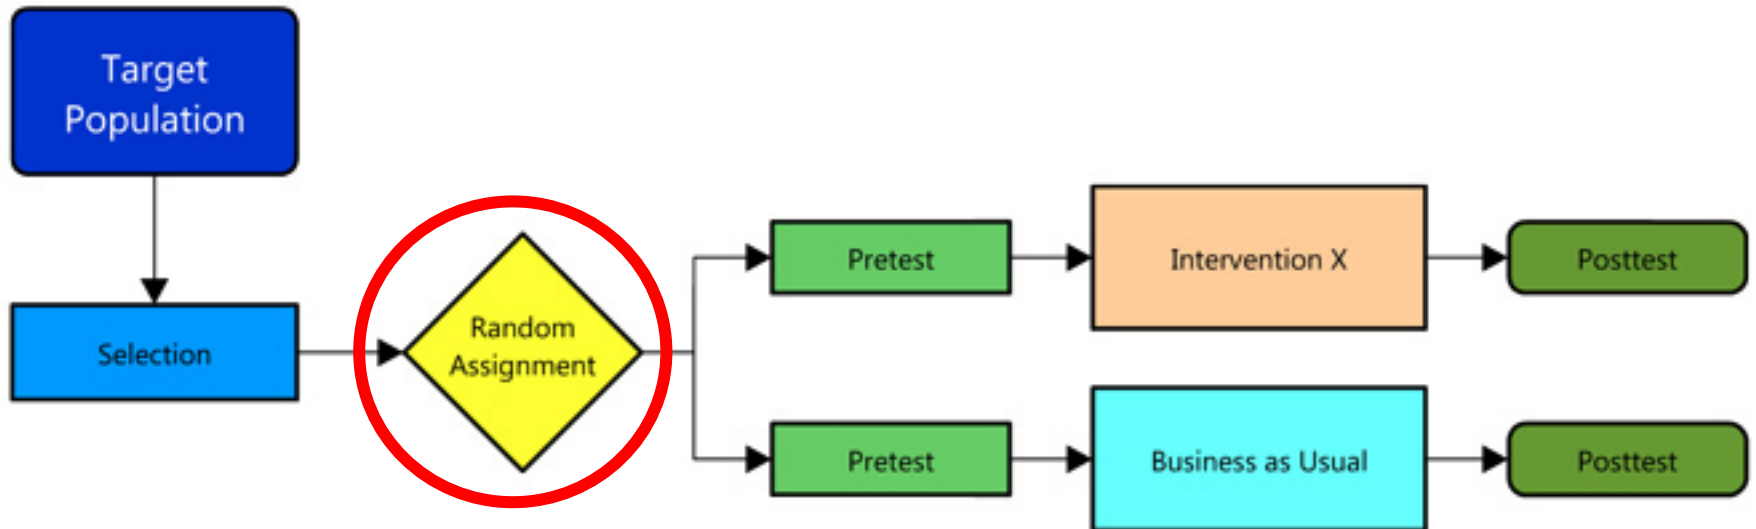 Target
Population
Selection
Random
Assignment
Pretest
Intervention X
Posttest
Pretest
Business as Usual
Posttest